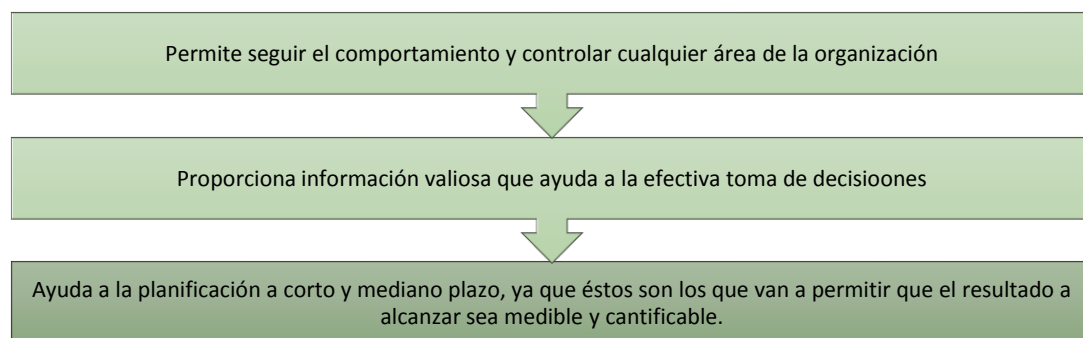 Permite seguir el comportamiento y controlar cualquier área de la organización
Proporciona información valiosa que ayuda a la efectiva toma de decisioones
Ayuda a la planificación a corto y mediano plazo, ya que éstos son los que van a permitir que el resultado a
alcanzar sea medible y cantificable.